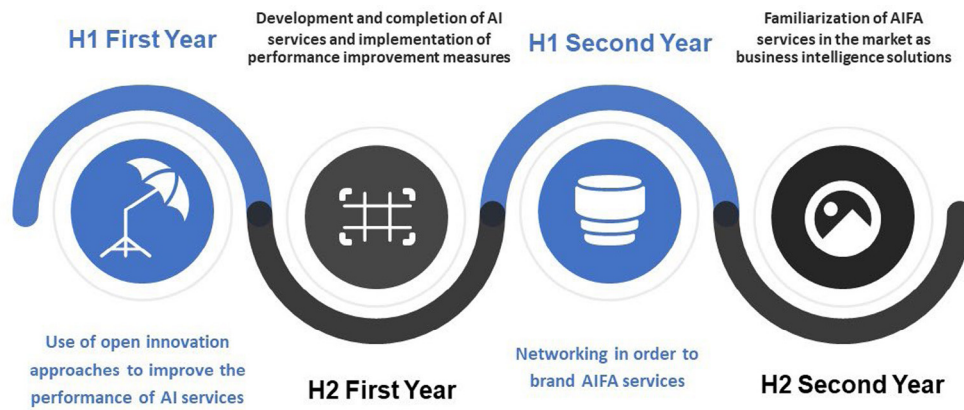 H1 First Year
Use of open innovation
approaches to improve the
performance of AI services
Development and completion of AI
services and implementation of
performance improvement measures
H2 First Year
H1 Second Year
Networking in order to
brand AIFA services
Familiarization of AIFA
services in the market as
business intelligence solutions
H2 Second Year